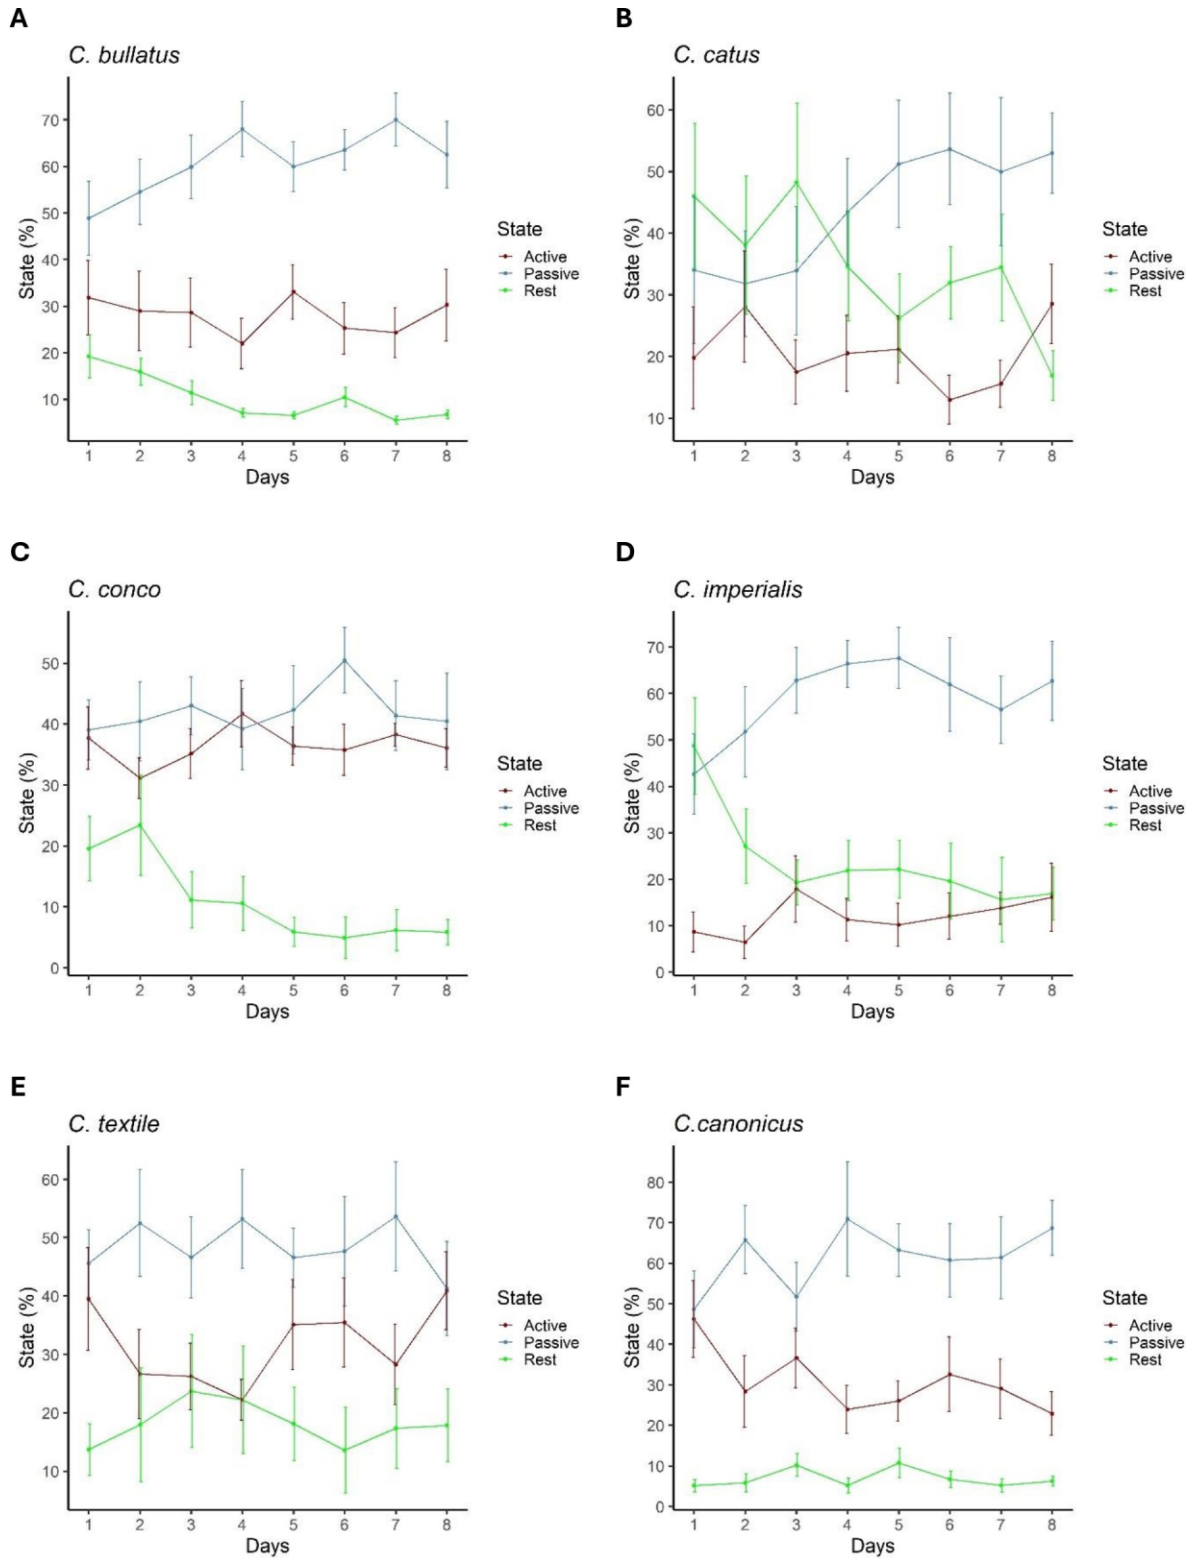 A
C. bullatus
State (%)
70
60
50
40
30
20
10
1 2 3 4 5 6 7 8
Days
State
Active
Passive
Rest
B
C. catus
State (%)
60
50
40
30
20
10
1 2 3 4 5 6 7 8
Days
State
Active
Passive
Rest
C
C. conco
State (%)
50
40
30
20
10
0
1 2 3 4 5 6 7 8
Days
State
Active
Passive
Rest
D
C. imperialis
State (%)
70
60
50
40
30
20
10
0
1 2 3 4 5 6 7 8
Days
State
Active
Passive
Rest
E
C. textile
State (%)
60
50
40
30
20
10
1 2 3 4 5 6 7 8
Days
State
Active
Passive
Rest
F
C.canonicus
State (%)
80
70
60
50
40
30
20
10
0
1 2 3 4 5 6 7 8
Days
State
Active
Passive
Rest